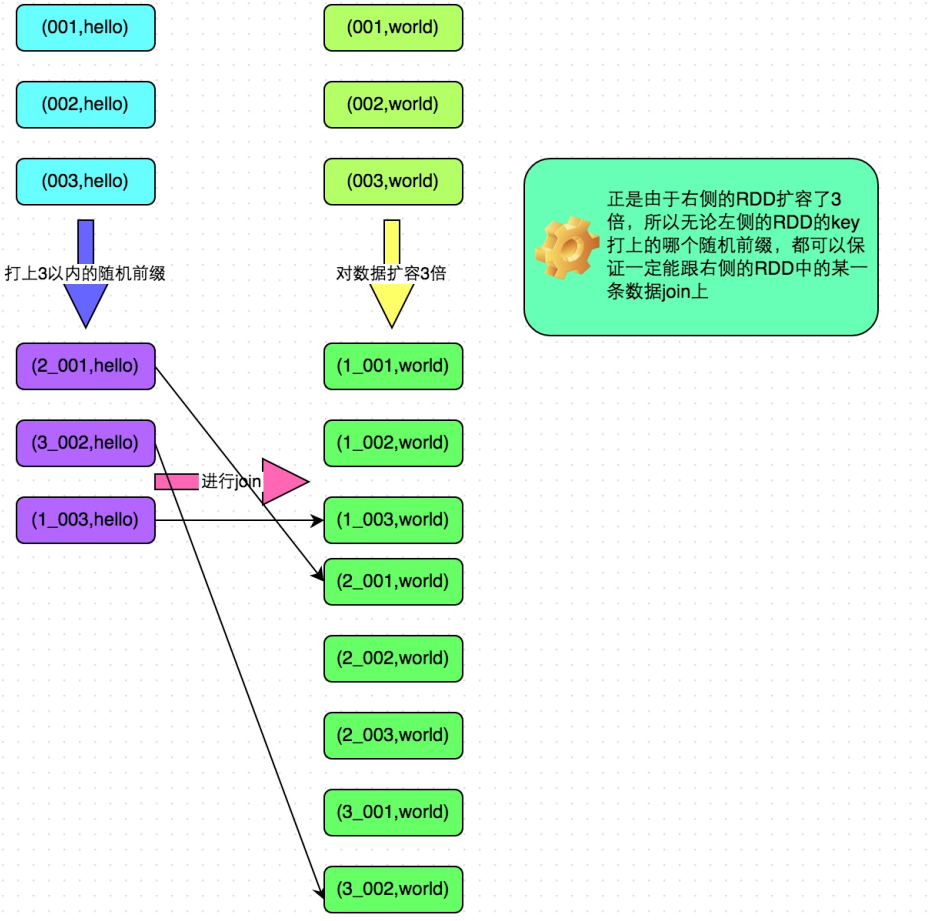 (001,hello)
(001,world)
(002,hello)
(002,world)
(003,hello)
(003,world)
正是由于右侧的RDD扩容了3
倍，所以无论左侧的RDD的key
打上的哪个随机前缀，都可以保
证一定能跟右侧的RDD中的某一
条数据join上
打上3以内的随机前缀
对数据扩容3倍
(2_001,hello)
(1_001,world)
(3_002,hello)
(1_002,world)
进行join
(1_003,hello)
(1_003,world)
(2_001,world)
(2_002,world)
(2_003,world)
(3_001,world)
(3_002,world)